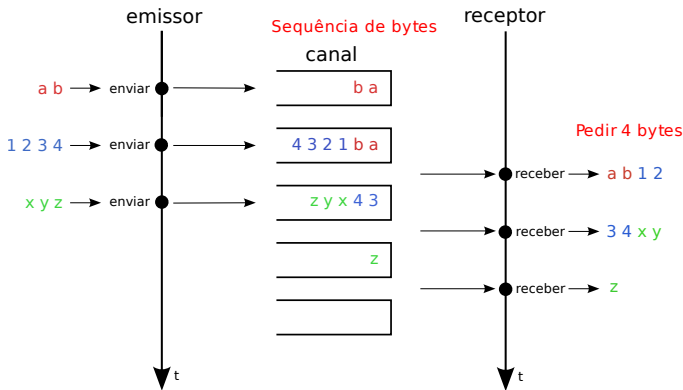 emissor
Sequência de bytes
receptor
canal
a b enviar b a
1 2 3 4 enviar 4 3 2 1 b a
Pedir 4 bytes
receber a b 1 2
x y z enviar z y x 4 3
receber 3 4 x y
z
receber z
t
t